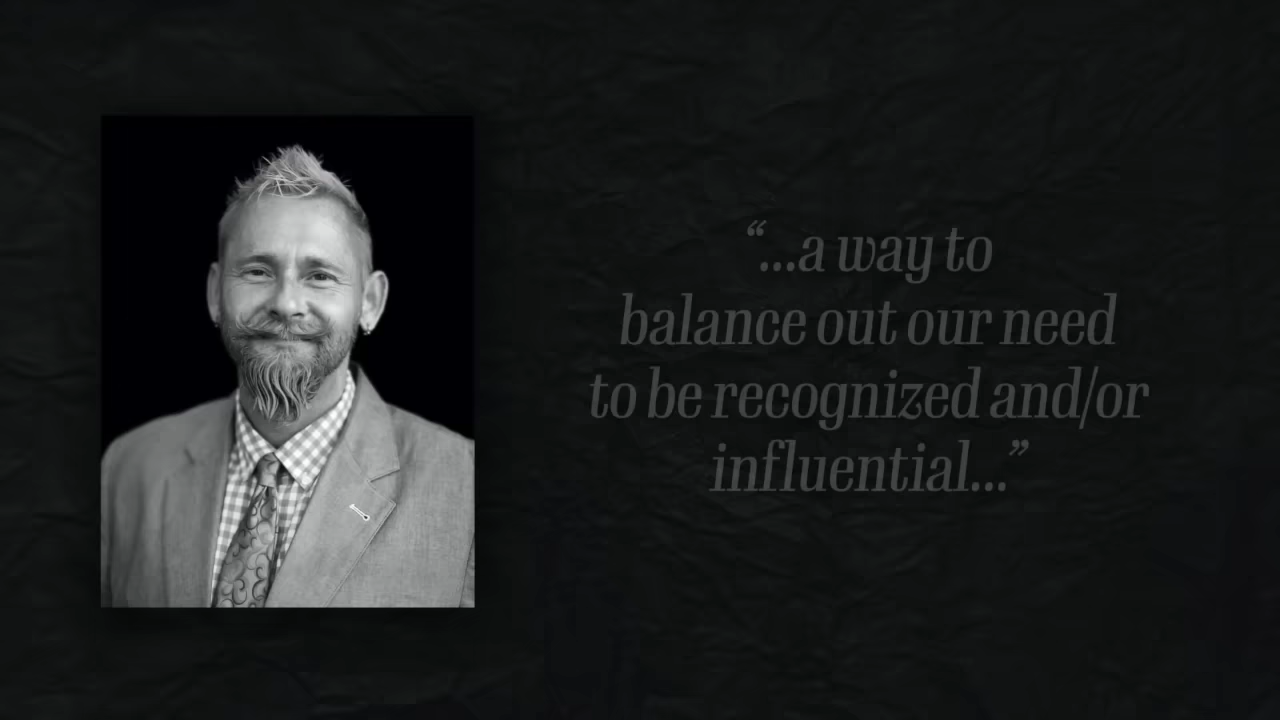 “...a way to
balance out our need
to be recognized and/or
influential...”